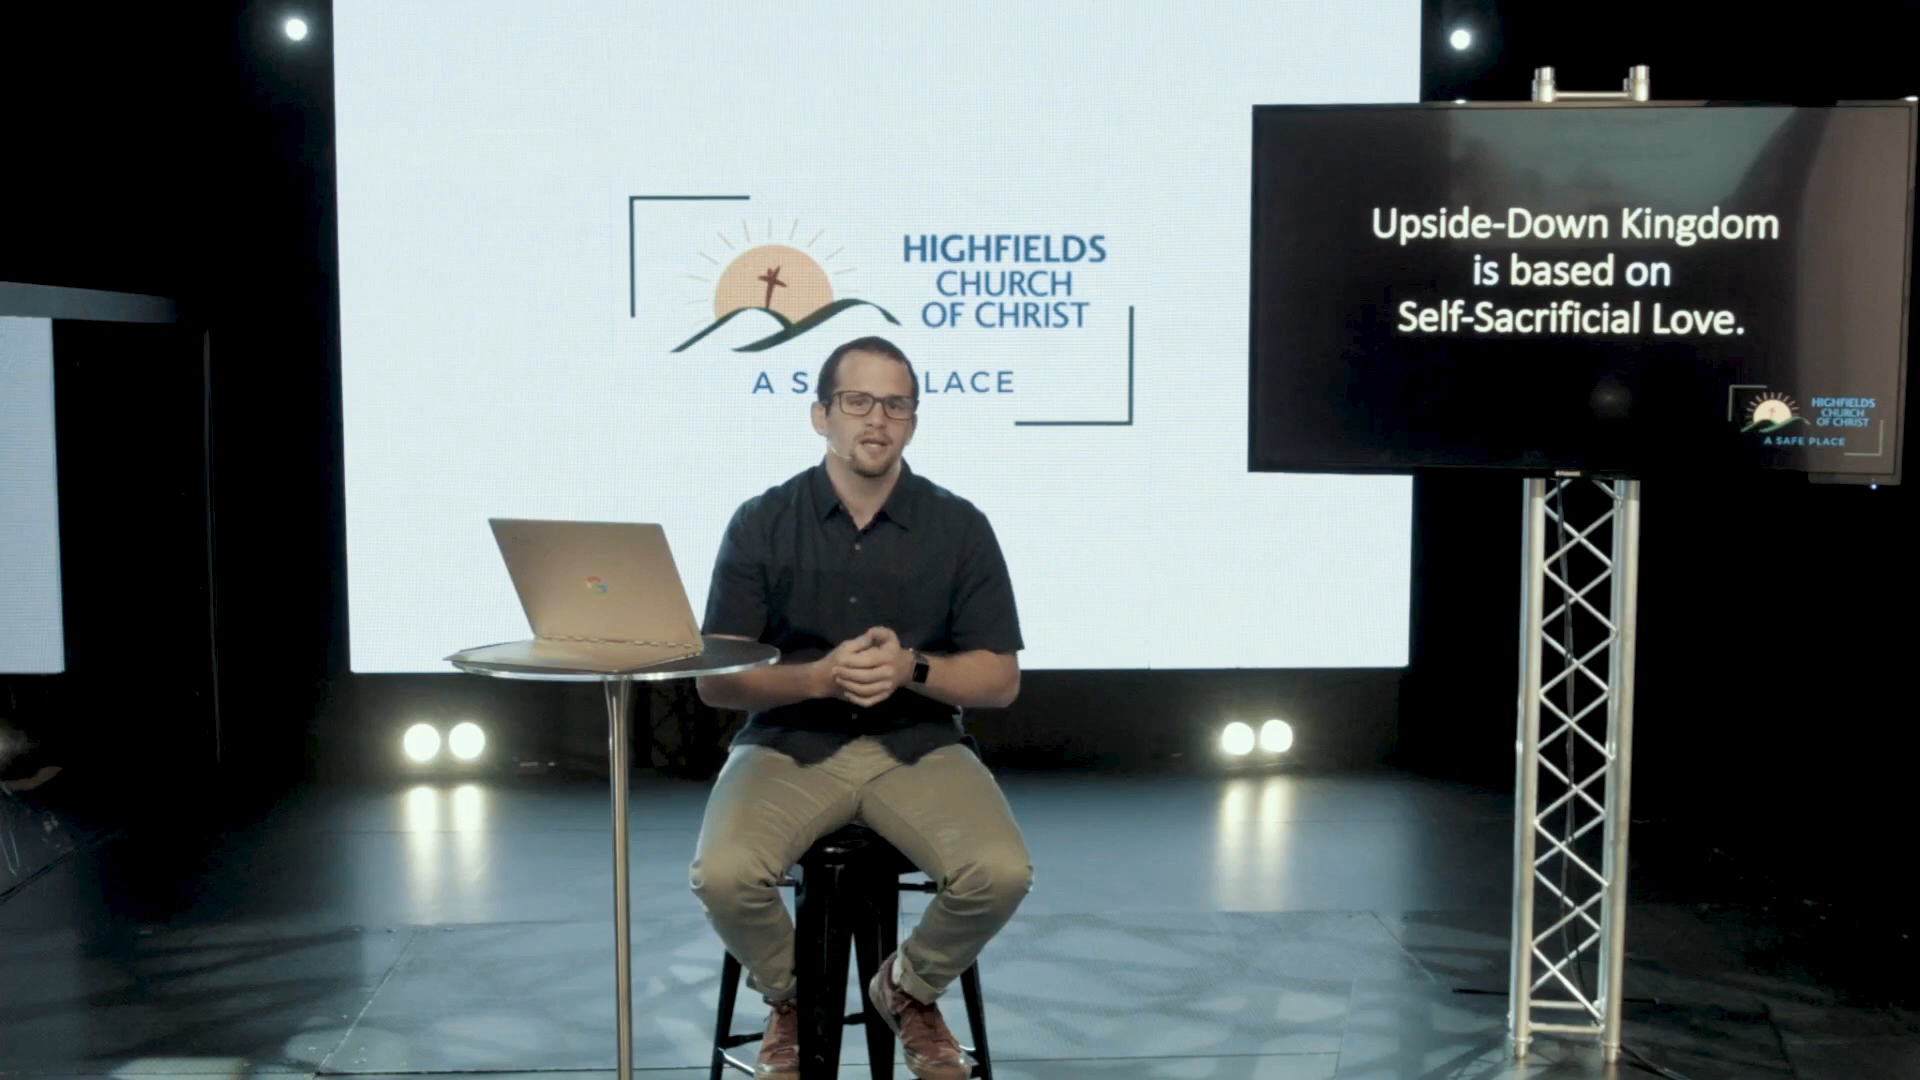 HIGHFIELDS
CHURCH
OF CHRIST
A S
LACE
Upside-Down Kingdom
is based on
Self-Sacrificial Love.
HIGHFIELDS
CHURCH
OF CHRIST
A SAFE PLACE